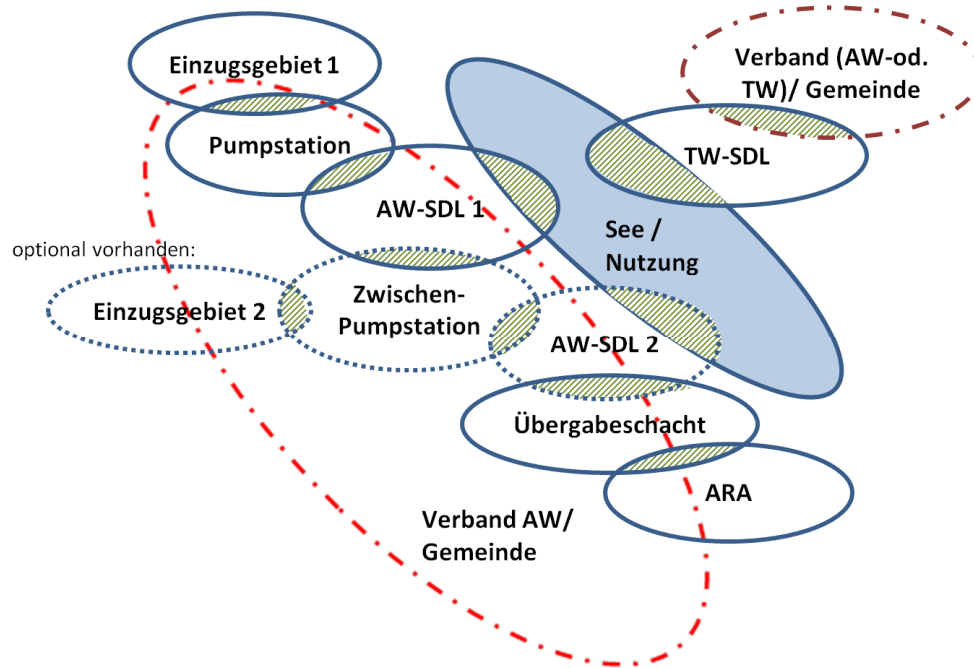 Einzugsgebiet 1
Verband (AW-od.
TW)/ Gemeinde
Pumpstation
TW-SDL
AW-SDL 1
See /
Nutzung
optional vorhanden:
Einzugsgebiet 2
Zwischen-
Pumpstation
AW-SDL 2
Übergabeschacht
ARA
Verband AW/
Gemeinde